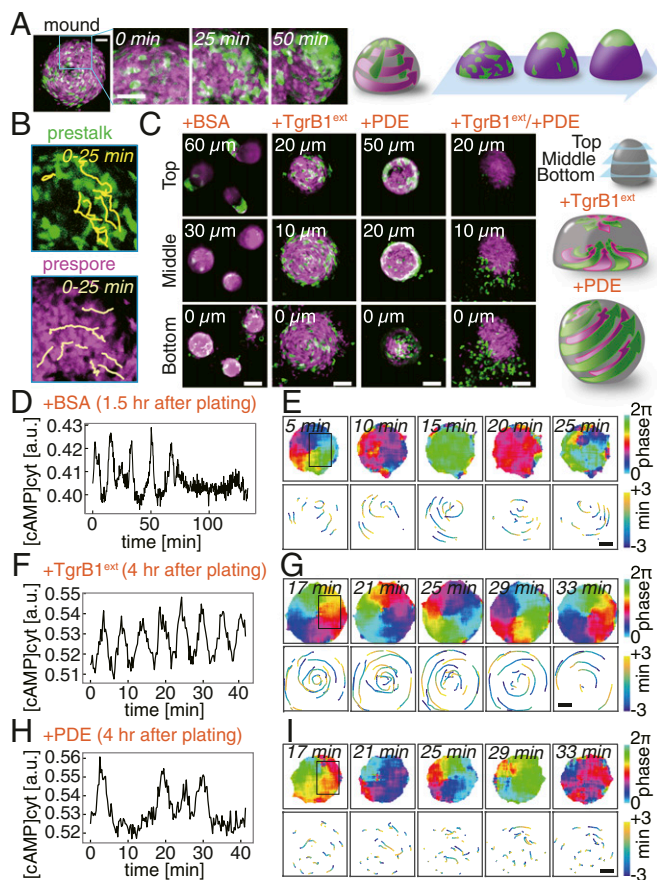 A
mound
0 min
25 min
50 min
B
prestalk
0-25 min
prespore
0-25 min
C
+BSA
+TgrB1ext
+PDE
+TgrB1ext/+PDE
Top
60 µm
20 µm
50 µm
20 µm
Middle
30 µm
10 µm
20 µm
10 µm
Bottom
0 µm
0 µm
0 µm
0 µm
Top
Middle
Bottom
+TgrB1ext
+PDE
D
+BSA (1.5 hr after plating)
[cAMP]cyt [a.u.]
0.43
0.42
0.41
0.40
0
50
100
time [min]
E
5 min
10 min
15 min
20 min
25 min
2π
phase
0
+3
min
-3
F
+TgrB1ext (4 hr after plating)
[cAMP]cyt [a.u.]
0.55
0.54
0.53
0.52
0.51
0
10
20
30
40
time [min]
G
17 min
21 min
25 min
29 min
33 min
2π
phase
0
+3
min
-3
H
+PDE (4 hr after plating)
[cAMP]cyt [a.u.]
0.56
0.55
0.54
0.53
0.52
0
10
20
30
40
time [min]
I
17 min
21 min
25 min
29 min
33 min
2π
phase
0
+3
min
-3